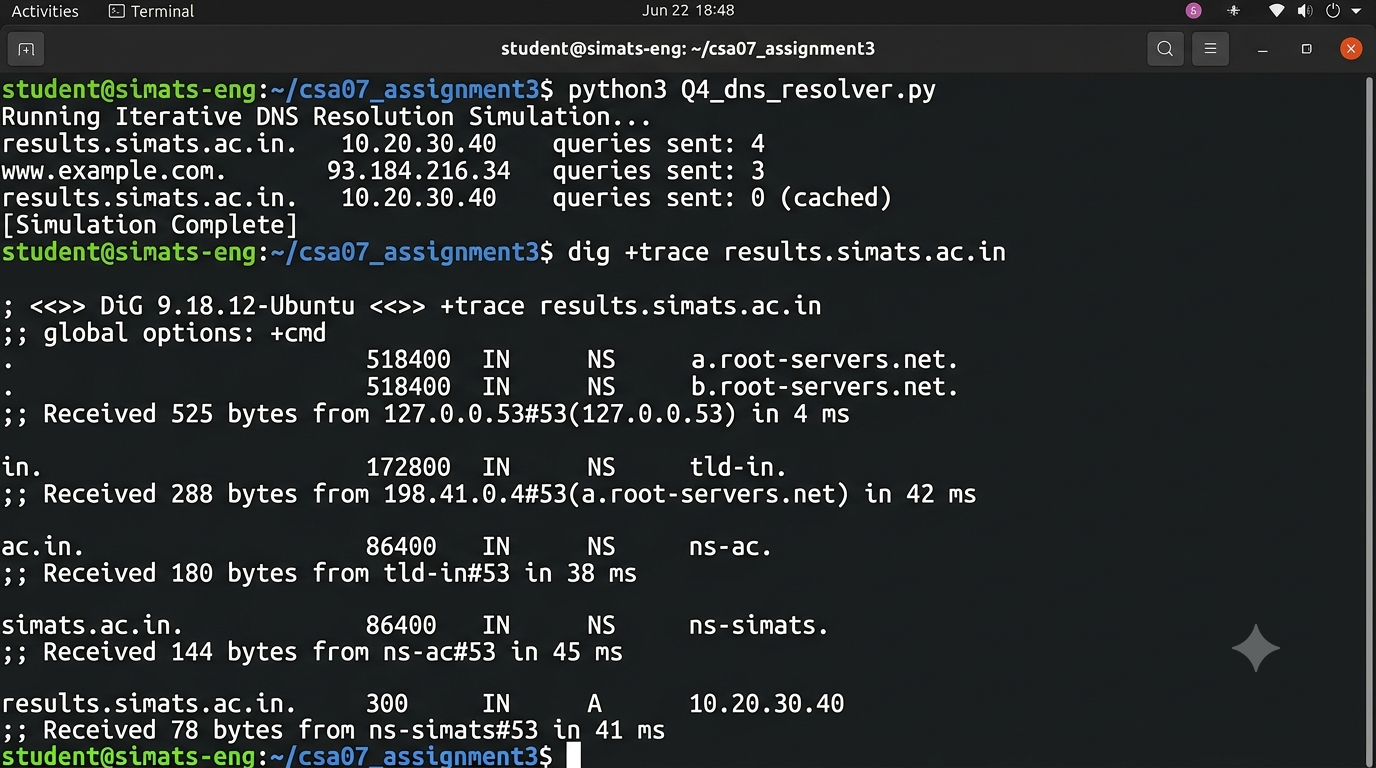 Activities Terminal Jun 22 18:48
student@simats-eng: ~/csa07_assignment3
student@simats-eng:~/csa07_assignment3$ python3 Q4_dns_resolver.py
Running Iterative DNS Resolution Simulation...
results.simats.ac.in. 10.20.30.40 queries sent: 4
www.example.com. 93.184.216.34 queries sent: 3
results.simats.ac.in. 10.20.30.40 queries sent: 0 (cached)
[Simulation Complete]
student@simats-eng:~/csa07_assignment3$ dig +trace results.simats.ac.in
; <<>> DiG 9.18.12-Ubuntu <<>> +trace results.simats.ac.in
;; global options: +cmd
. 518400 IN NS a.root-servers.net.
. 518400 IN NS b.root-servers.net.
;; Received 525 bytes from 127.0.0.53#53(127.0.0.53) in 4 ms
in. 172800 IN NS tld-in.
;; Received 288 bytes from 198.41.0.4#53(a.root-servers.net) in 42 ms
ac.in. 86400 IN NS ns-ac.
;; Received 180 bytes from tld-in#53 in 38 ms
simats.ac.in. 86400 IN NS ns-simats.
;; Received 144 bytes from ns-ac#53 in 45 ms
results.simats.ac.in. 300 IN A 10.20.30.40
;; Received 78 bytes from ns-simats#53 in 41 ms
student@simats-eng:~/csa07_assignment3$